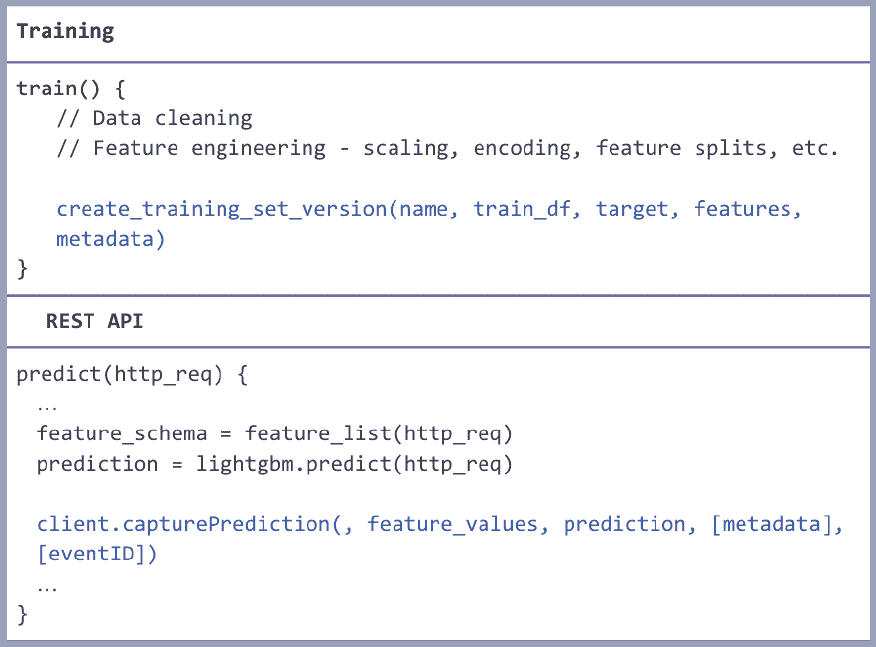 Training
train() {
// Data cleaning
// Feature engineering - scaling, encoding, feature splits, etc.
create_training_set_version(name, train_df, target, features,
metadata)
}
REST API
predict(http_req) {
...
feature_schema = feature_list(http_req)
prediction = lightgbm.predict(http_req)
client.capturePrediction(, feature_values, prediction, [metadata],
[eventID])
...
}